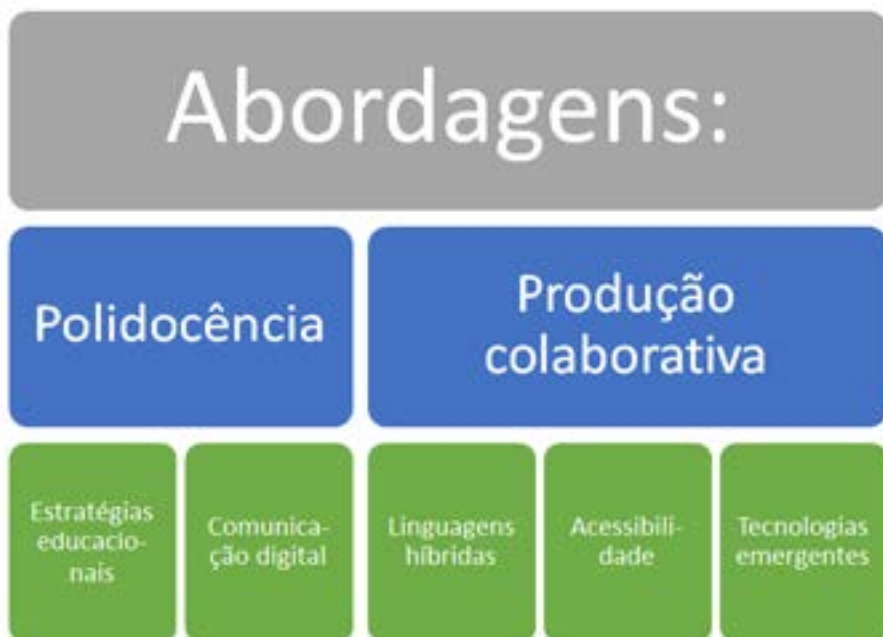 Abordagens:
Polidocência
Produção
colaborativa
Estratégias
educacio-
nais
Comunica-
ção digital
Linguagens
híbridas
Acessibili-
dade
Tecnologias
emergentes